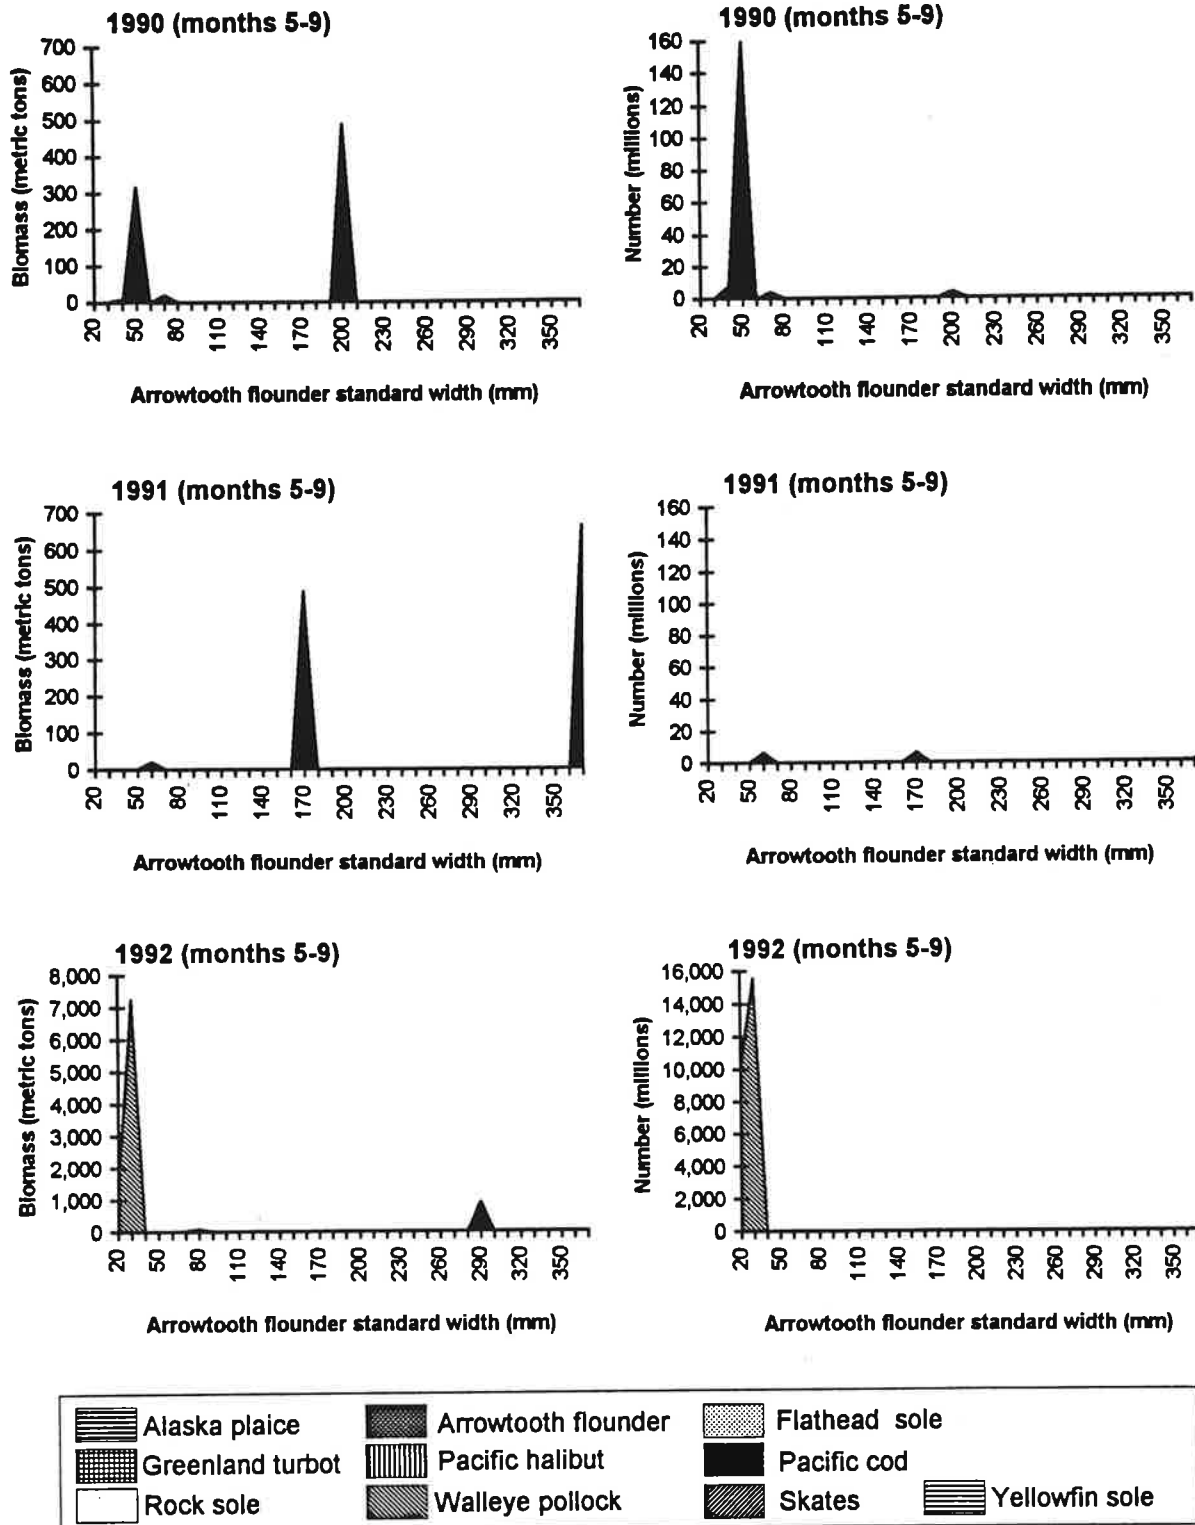 1990 (months 5-9)
Biomass (metric tons)
700
600
500
400
300
200
100
0
20 50 80 110 140 170 200 230 260 290 320 350
Arrowtooth flounder standard width (mm)
1990 (months 5-9)
Number (millions)
160
140
120
100
80
60
40
20
0
20 50 80 110 140 170 200 230 260 290 320 350
Arrowtooth flounder standard width (mm)
1991 (months 5-9)
Biomass (metric tons)
700
600
500
400
300
200
100
0
20 50 80 110 140 170 200 230 260 290 320 350
Arrowtooth flounder standard width (mm)
1991 (months 5-9)
Number (millions)
160
140
120
100
80
60
40
20
0
20 50 80 110 140 170 200 230 260 290 320 350
Arrowtooth flounder standard width (mm)
1992 (months 5-9)
Biomass (metric tons)
8,000
7,000
6,000
5,000
4,000
3,000
2,000
1,000
0
20 50 80 110 140 170 200 230 260 290 320 350
Arrowtooth flounder standard width (mm)
1992 (months 5-9)
Number (millions)
16,000
14,000
12,000
10,000
8,000
6,000
4,000
2,000
0
20 50 80 110 140 170 200 230 260 290 320 350
Arrowtooth flounder standard width (mm)
Alaska plaice Arrowtooth flounder Flathead sole
Greenland turbot Pacific halibut Pacific cod
Rock sole Walleye pollock Skates Yellowfin sole